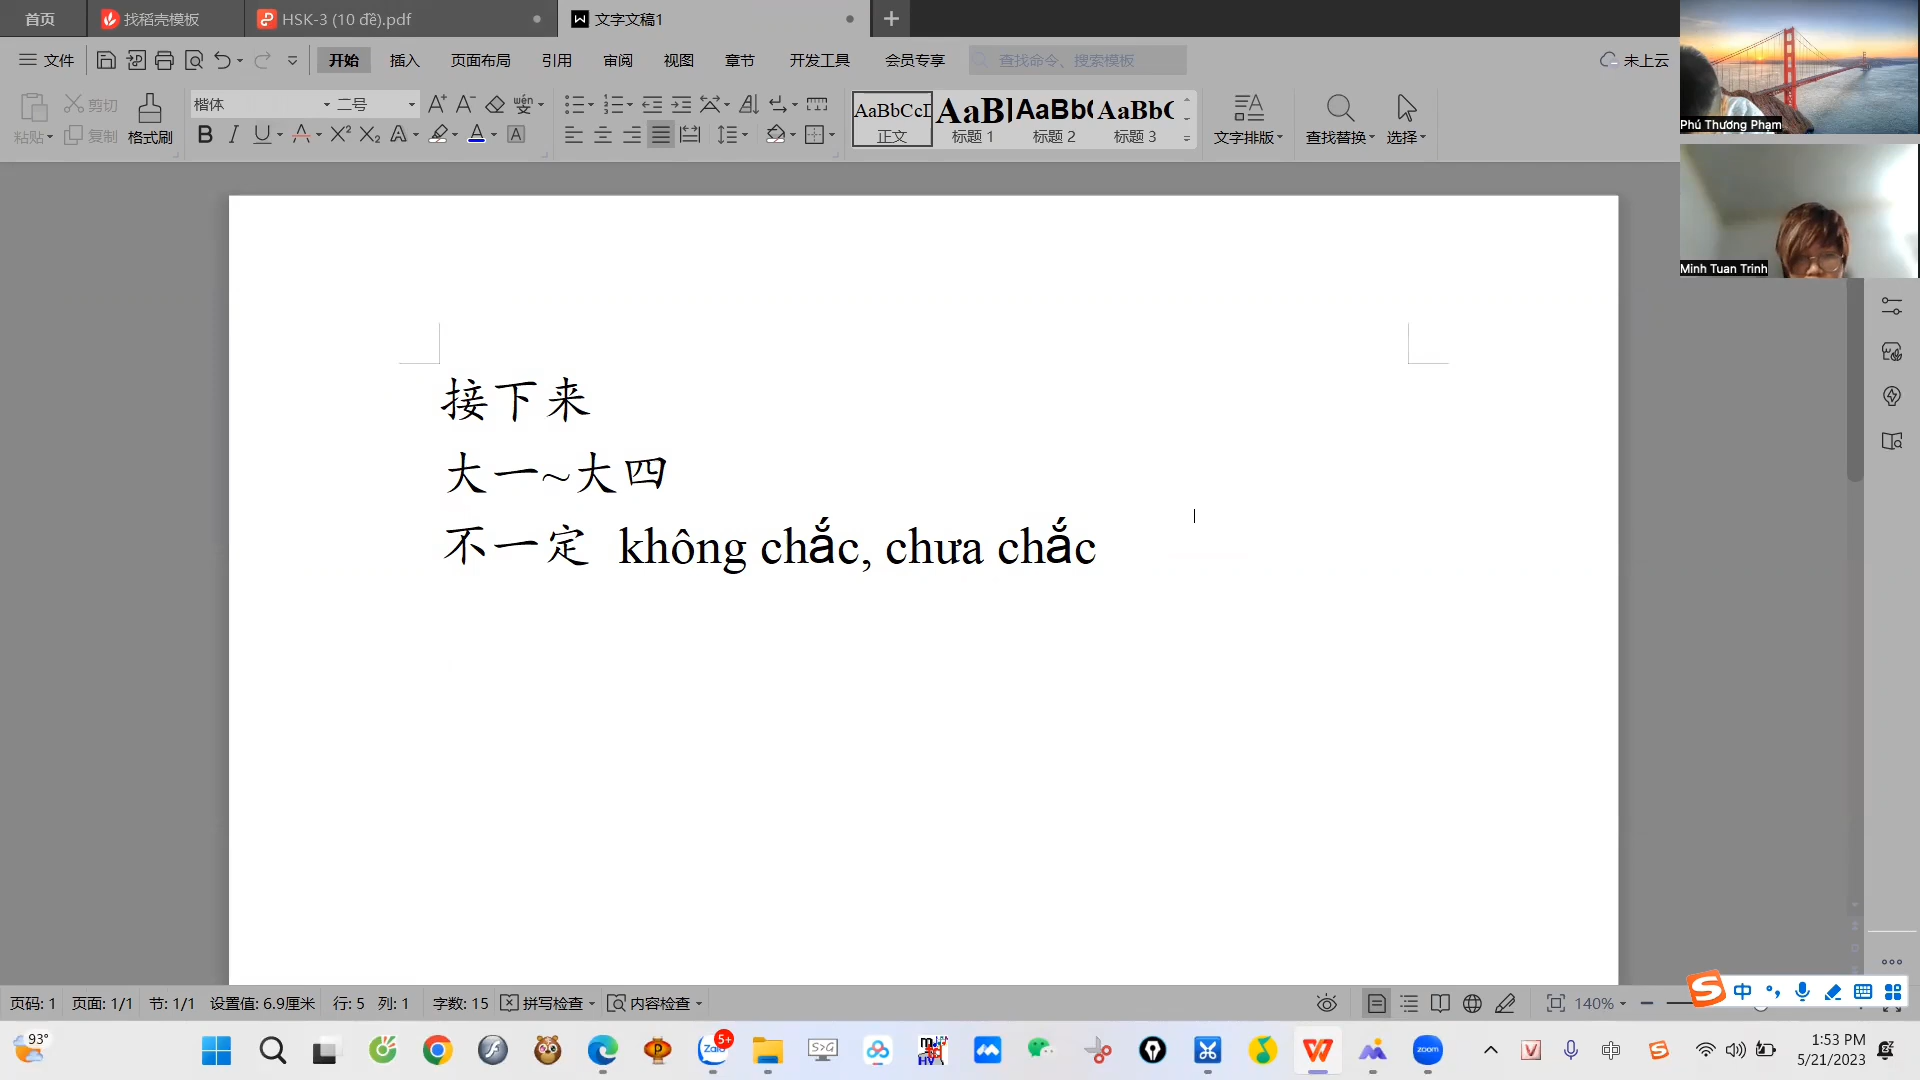 首页 找稻壳模板 HSK-3 (10 đề).pdf 文字文稿1
文件 开始 插入 页面布局 引用 审阅 视图 章节 开发工具 会员专享 查找命令、搜索模板 未上云
粘贴 剪切 复制 格式刷 楷体 二号
AaBbCcD 正文 AaBb 标题 1 AaBb 标题 2 AaBbC 标题 3 文字排版 查找替换 选择
Phú Thương Phạm
Minh Tuan Trinh
接下来
大一~大四
不一定 không chắc, chưa chắc
页码: 1 页面: 1/1 节: 1/1 设置值: 6.9厘米 行: 5 列: 1 字数: 15 拼写检查 内容检查 140% 中
93° Zalo 5+ S>G zoom 1:53 PM
5/21/2023